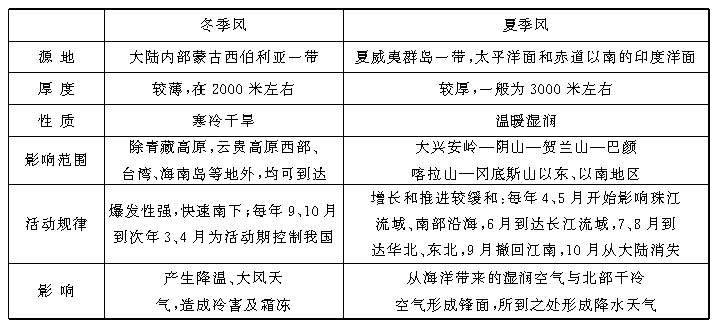 冬季风 夏季风
源地 大陆内部蒙古西伯利亚一带 夏威夷群岛一带,太平洋面和赤道以南的印度洋面
厚度 较薄,在2000米左右 较厚,一般为3000米左右
性质 寒冷干旱 温暖湿润
影响范围 除青藏高原,云贵高原西部、
台湾、海南岛等地外,均可到达
大兴安岭—阴山—贺兰山—巴颜
喀拉山—冈底斯山以东、以南地区
活动规律 爆发性强,快速南下;每年9、10月
到次年3、4月为活动期控制我国
增长和推进较缓和:每年4、5月开始影响珠江
流域、南部沿海,6月到达长江流域,7、8月到
达华北、东北,9月撤回江南,10月从大陆消失
影响 产生降温、大风天
气,造成冷害及霜冻
从海洋带来的湿润空气与北部干冷
空气形成锋面,所到之处形成降水天气